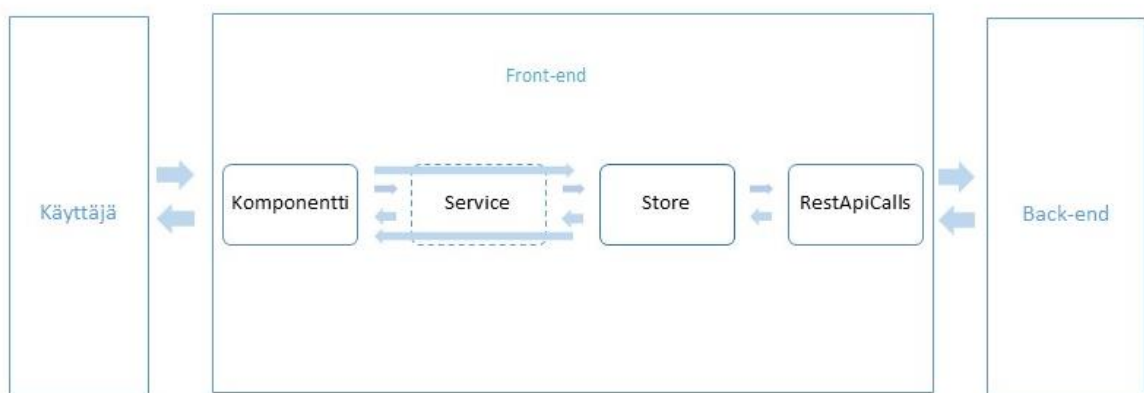 Front-end
Käyttäjä
Komponentti
Service
Store
RestApiCalls
Back-end